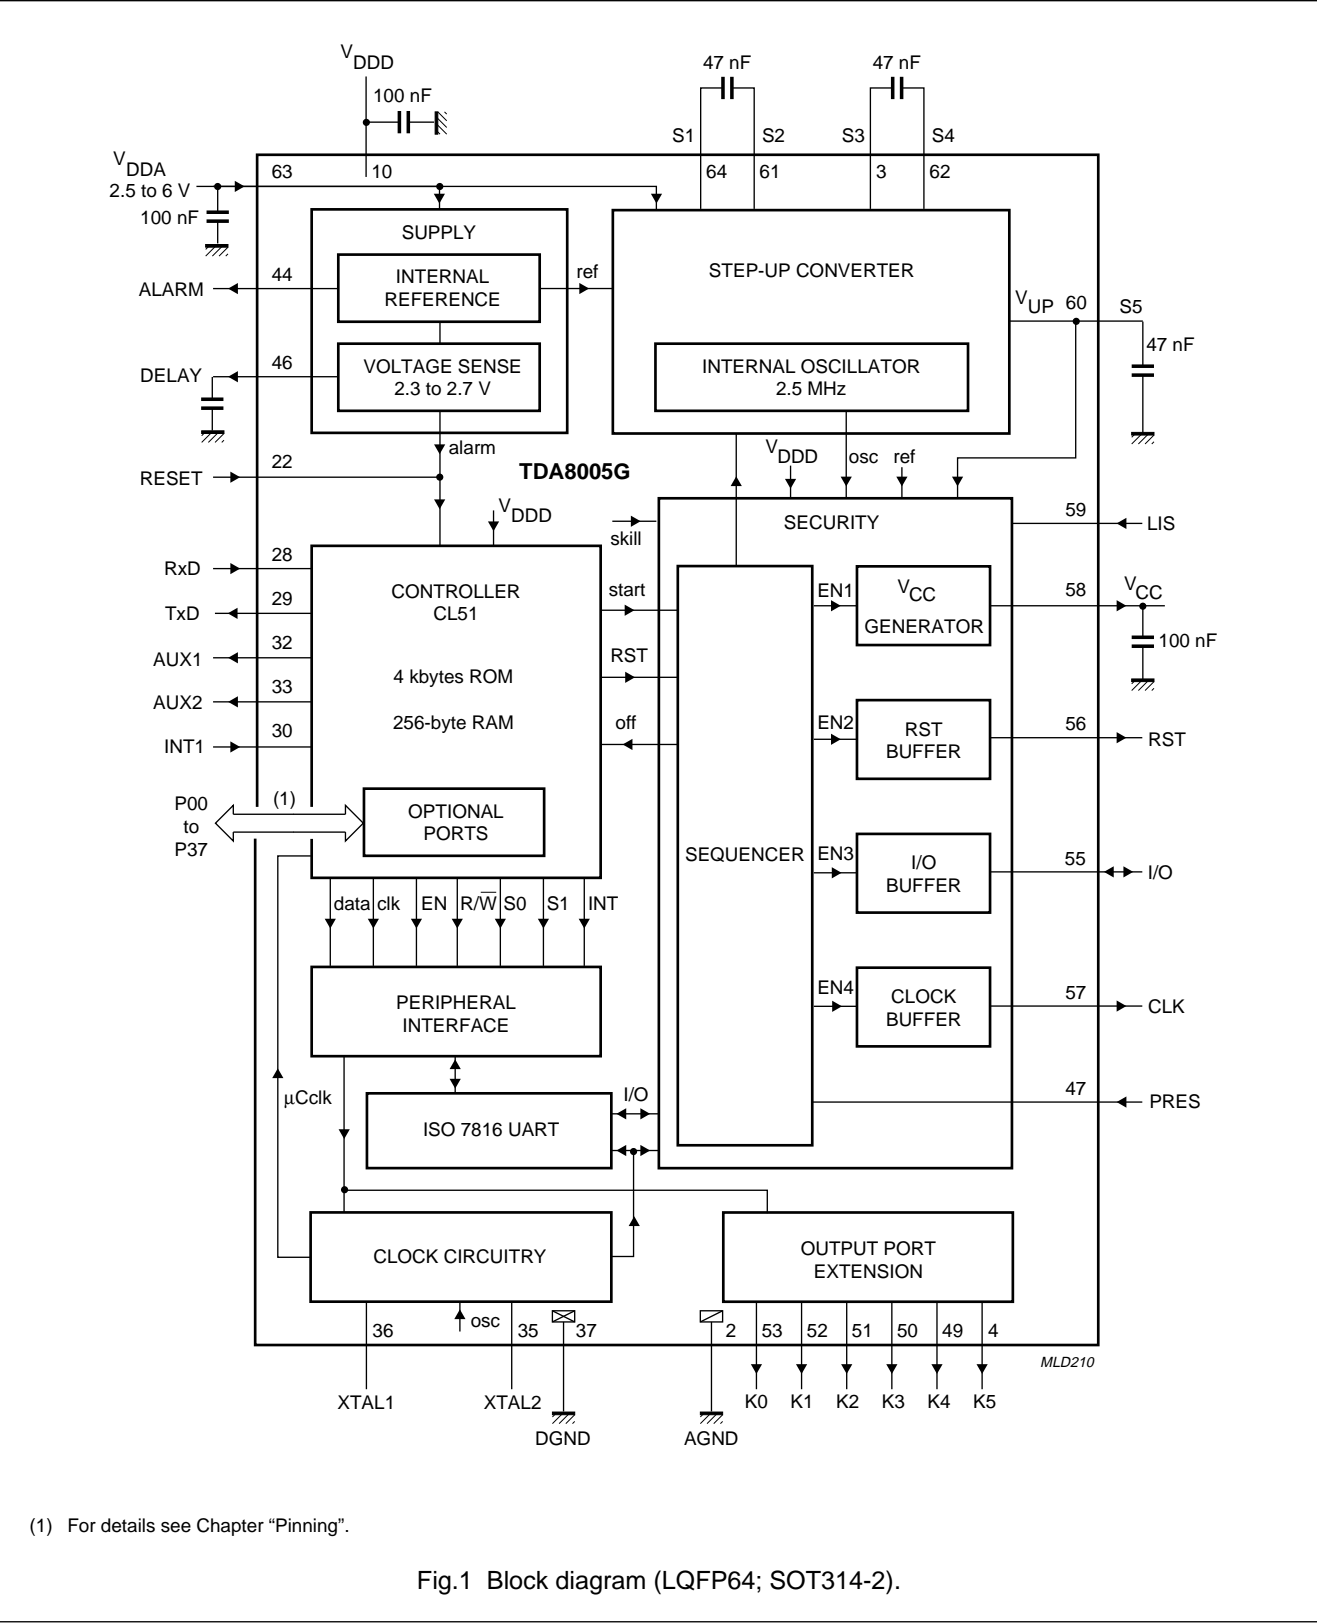 VDDD
100 nF
47 nF
47 nF
S1
S2
S3
S4
VDDA
2.5 to 6 V
100 nF
63
10
64
61
3
62
SUPPLY
INTERNAL
REFERENCE
ref
STEP-UP CONVERTER
44
ALARM
VUP
60
S5
47 nF
46
DELAY
VOLTAGE SENSE
2.3 to 2.7 V
INTERNAL OSCILLATOR
2.5 MHz
alarm
22
RESET
TDA8005G
VDDD
osc
ref
VDDD
skill
SECURITY
59
LIS
28
RxD
29
TxD
32
AUX1
33
AUX2
30
INT1
CONTROLLER
CL51
4 kbytes ROM
256-byte RAM
start
RST
off
EN1
VCC
GENERATOR
58
VCC
100 nF
EN2
RST
BUFFER
56
RST
P00
to
P37
(1)
OPTIONAL
PORTS
SEQUENCER
EN3
I/O
BUFFER
55
I/O
data
clk
EN
R/W̅
S0
S1
INT
PERIPHERAL
INTERFACE
EN4
CLOCK
BUFFER
57
CLK
μCclk
ISO 7816 UART
I/O
47
PRES
CLOCK CIRCUITRY
OUTPUT PORT
EXTENSION
36
osc
35
37
2
53
52
51
50
49
4
MLD210
XTAL1
XTAL2
DGND
AGND
K0
K1
K2
K3
K4
K5
(1) For details see Chapter “Pinning”.
Fig.1 Block diagram (LQFP64; SOT314-2).